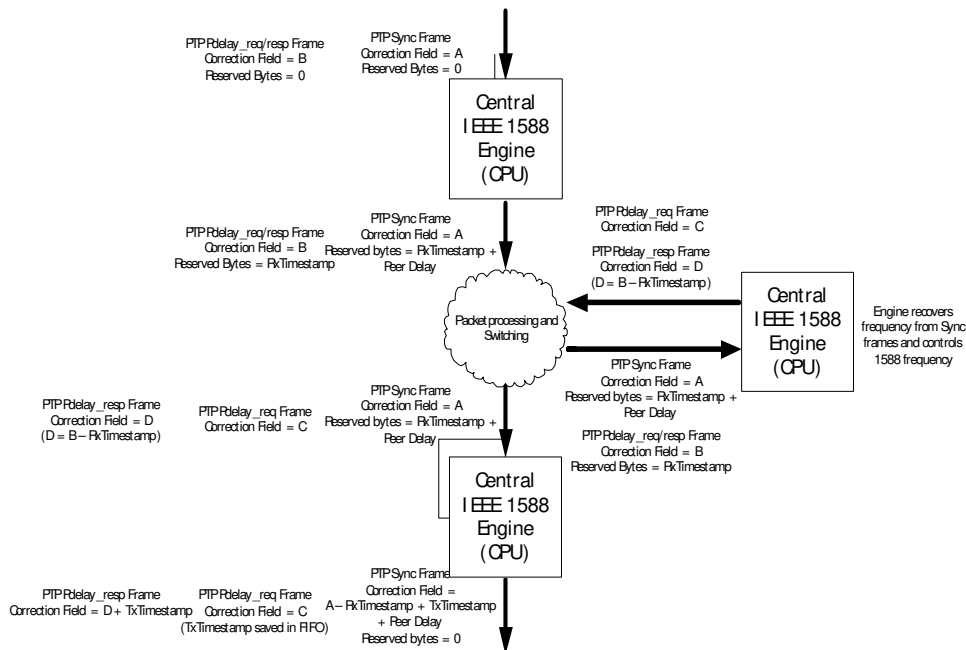 PTP Pdelay_req/resp Frame
Correction Field = B
Reserved Bytes = 0
PTP Sync Frame
Correction Field = A
Reserved Bytes = 0
Central
IEEE 1588
Engine
(CPU)
PTP Pdelay_req/resp Frame
Correction Field = B
Reserved Bytes = RxTimestamp
PTP Sync Frame
Correction Field = A
Reserved bytes = RxTimestamp +
Peer Delay
PTP Pdelay_req Frame
Correction Field = C
PTP Pdelay_resp Frame
Correction Field = D
(D = B – RxTimestamp)
Packet processing and
Switching
Central
IEEE 1588
Engine
(CPU)
Engine recovers
frequency from Sync
frames and controls
1588 frequency
PTP Sync Frame
Correction Field = A
Reserved bytes = RxTimestamp +
Peer Delay
PTP Pdelay_req/resp Frame
Correction Field = B
Reserved Bytes = RxTimestamp
PTP Pdelay_resp Frame
Correction Field = D
(D = B – RxTimestamp)
PTP Pdelay_req Frame
Correction Field = C
PTP Sync Frame
Correction Field = A
Reserved bytes = RxTimestamp +
Peer Delay
Central
IEEE 1588
Engine
(CPU)
PTP Pdelay_resp Frame
Correction Field = D + TxTimestamp
PTP Pdelay_req Frame
Correction Field = C
(TxTimestamp saved in FIFO)
PTP Sync Frame
Correction Field =
A – RxTimestamp + TxTimestamp
+ Peer Delay
Reserved bytes = 0